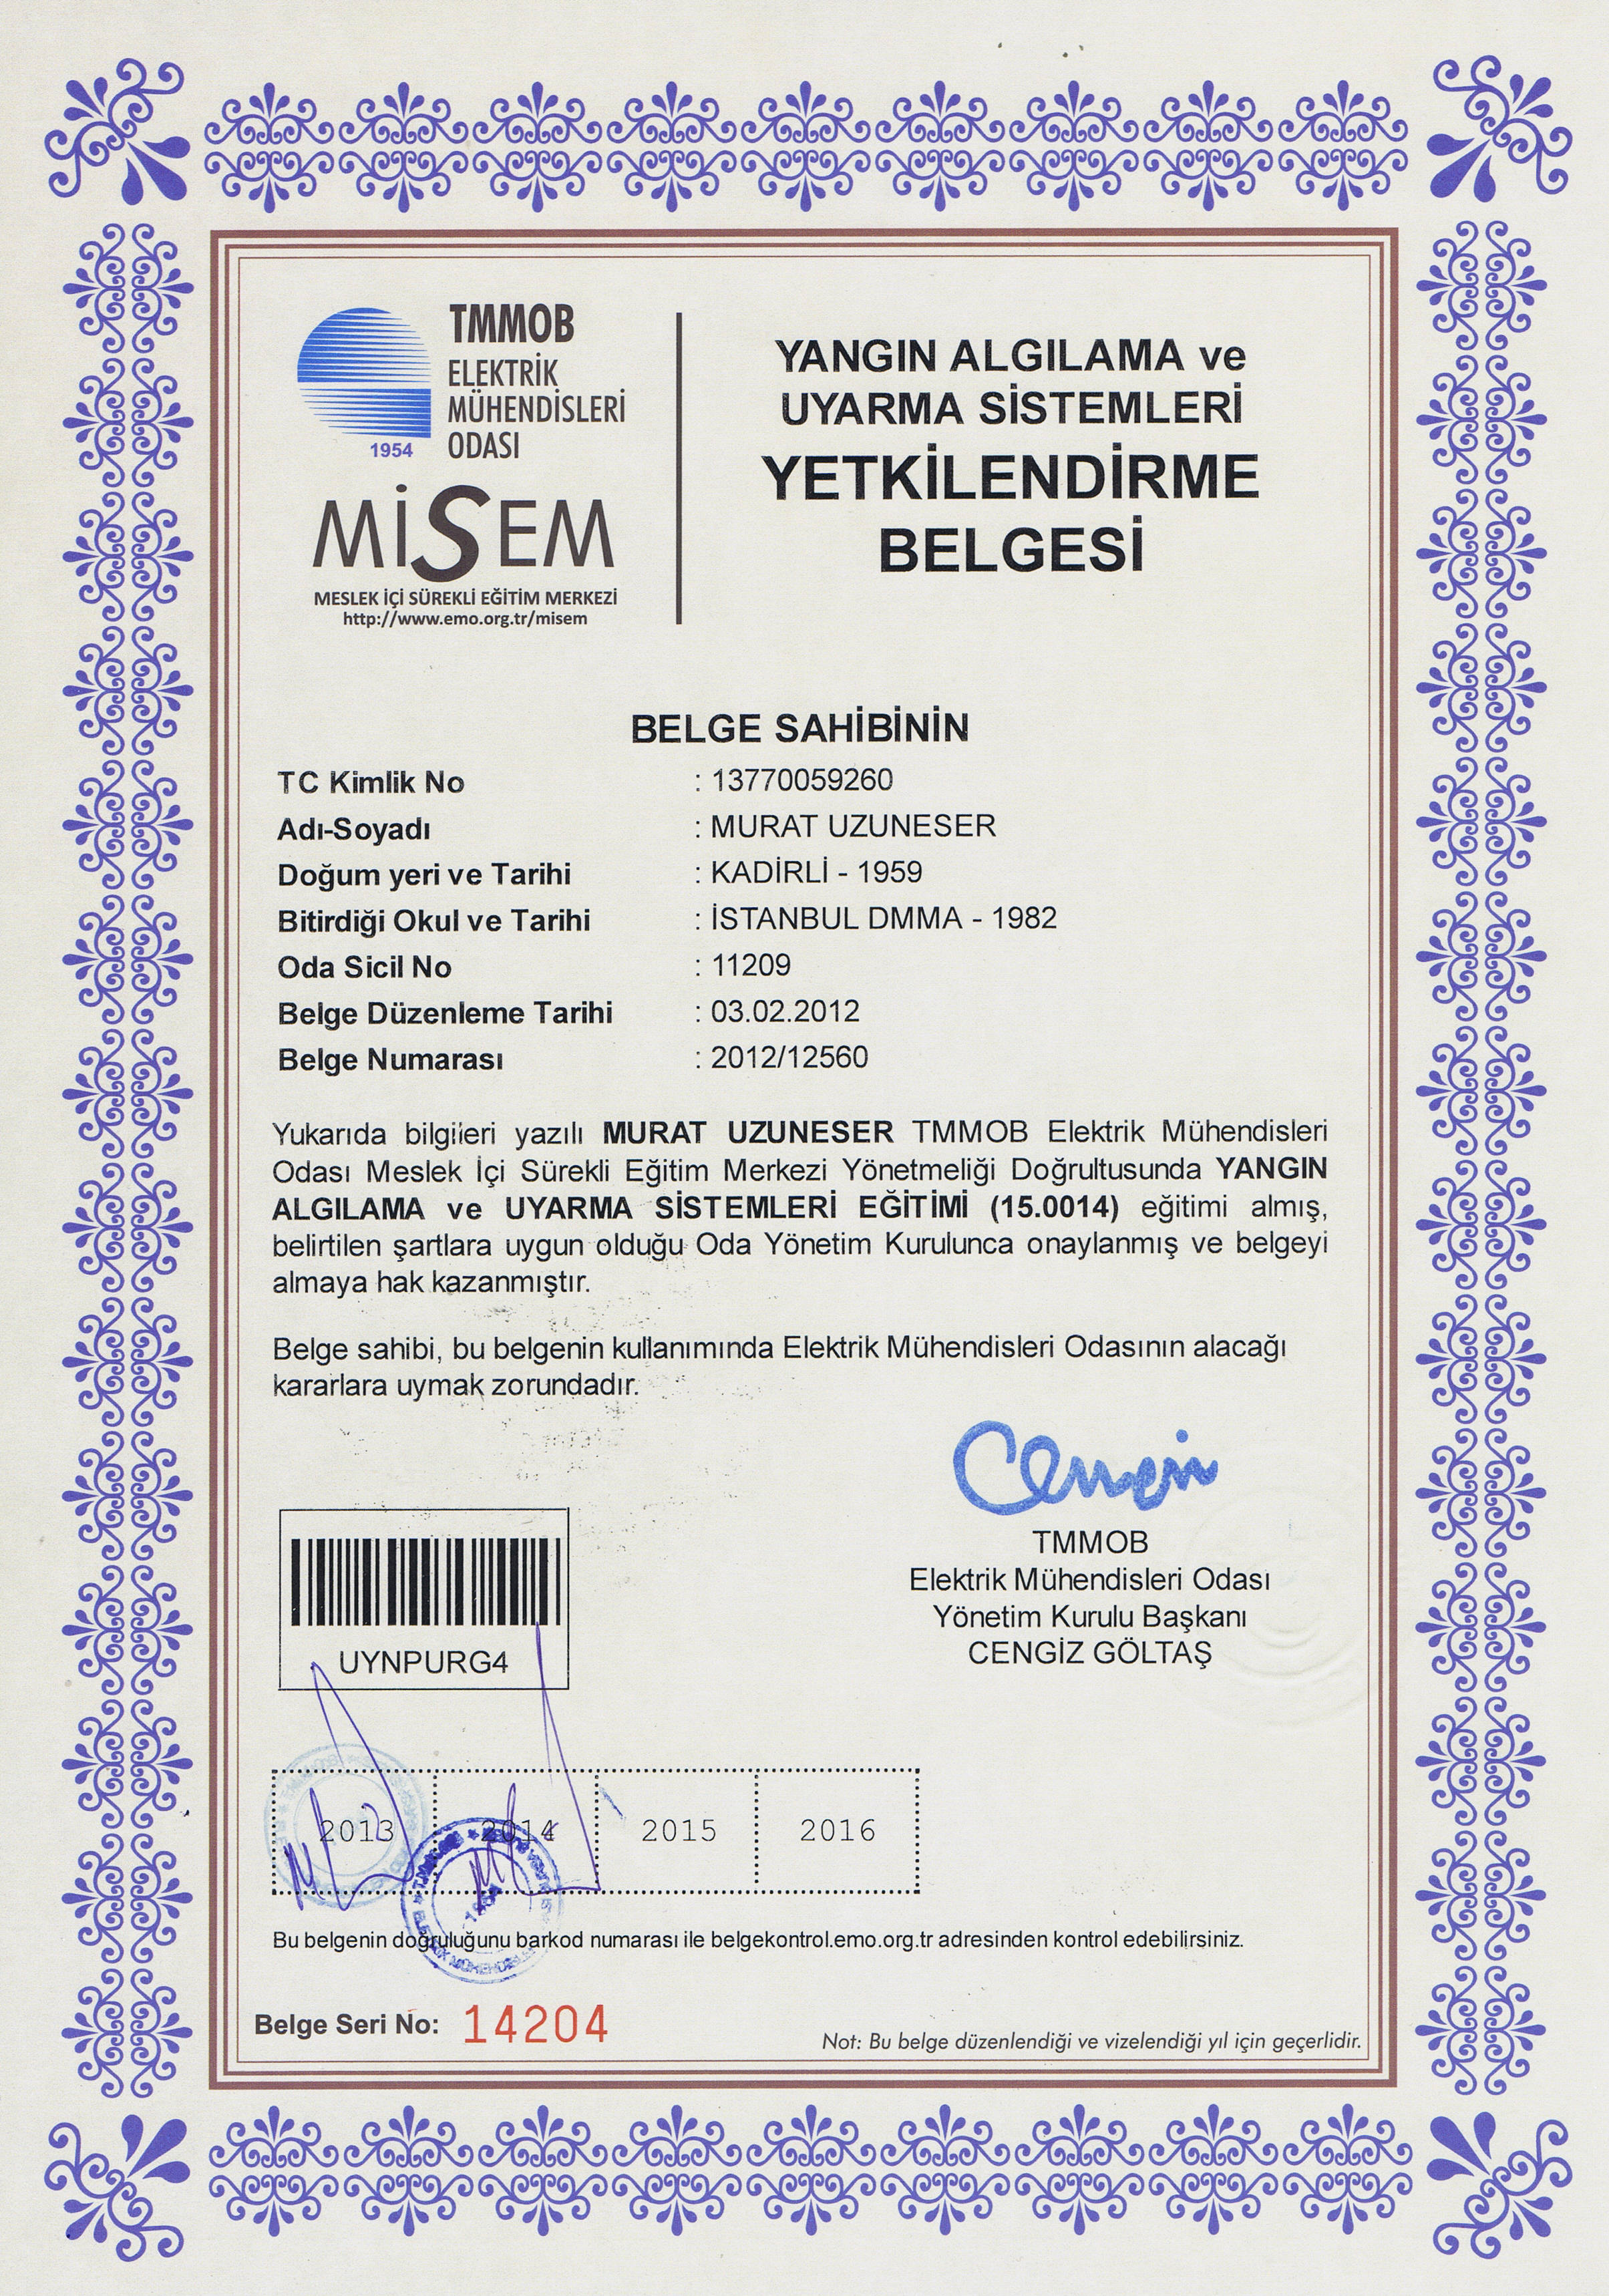 TMMOB
ELEKTRİK
MÜHENDİSLERİ
ODASI
1954
MİSEM
MESLEK İÇİ SÜREKLİ EĞİTİM MERKEZİ
http://www.emo.org.tr/misem
YANGIN ALGILAMA ve
UYARMA SİSTEMLERİ
YETKİLENDİRME
BELGESİ
BELGE SAHİBİNİN
TC Kimlik No : 13770059260
Adı-Soyadı : MURAT UZUNESER
Doğum yeri ve Tarihi : KADİRLİ - 1959
Bitirdiği Okul ve Tarihi : İSTANBUL DMMA - 1982
Oda Sicil No : 11209
Belge Düzenleme Tarihi : 03.02.2012
Belge Numarası : 2012/12560
Yukarıda bilgileri yazılı MURAT UZUNESER TMMOB Elektrik Mühendisleri
Odası Meslek İçi Sürekli Eğitim Merkezi Yönetmeliği Doğrultusunda YANGIN
ALGILAMA ve UYARMA SİSTEMLERİ EĞİTİMİ (15.0014) eğitimi almış,
belirtilen şartlara uygun olduğu Oda Yönetim Kurulunca onaylanmış ve belgeyi
almaya hak kazanmıştır.
Belge sahibi, bu belgenin kullanımında Elektrik Mühendisleri Odasının alacağı
kararlara uymak zorundadır.
TMMOB
Elektrik Mühendisleri Odası
Yönetim Kurulu Başkanı
CENGİZ GÖLTAŞ
UYNPURG4
2013 2014 2015 2016
Bu belgenin doğruluğunu barkod numarası ile belgekontrol.emo.org.tr adresinden kontrol edebilirsiniz.
Belge Seri No: 14204
Not: Bu belge düzenlendiği ve vizelendiği yıl için geçerlidir.